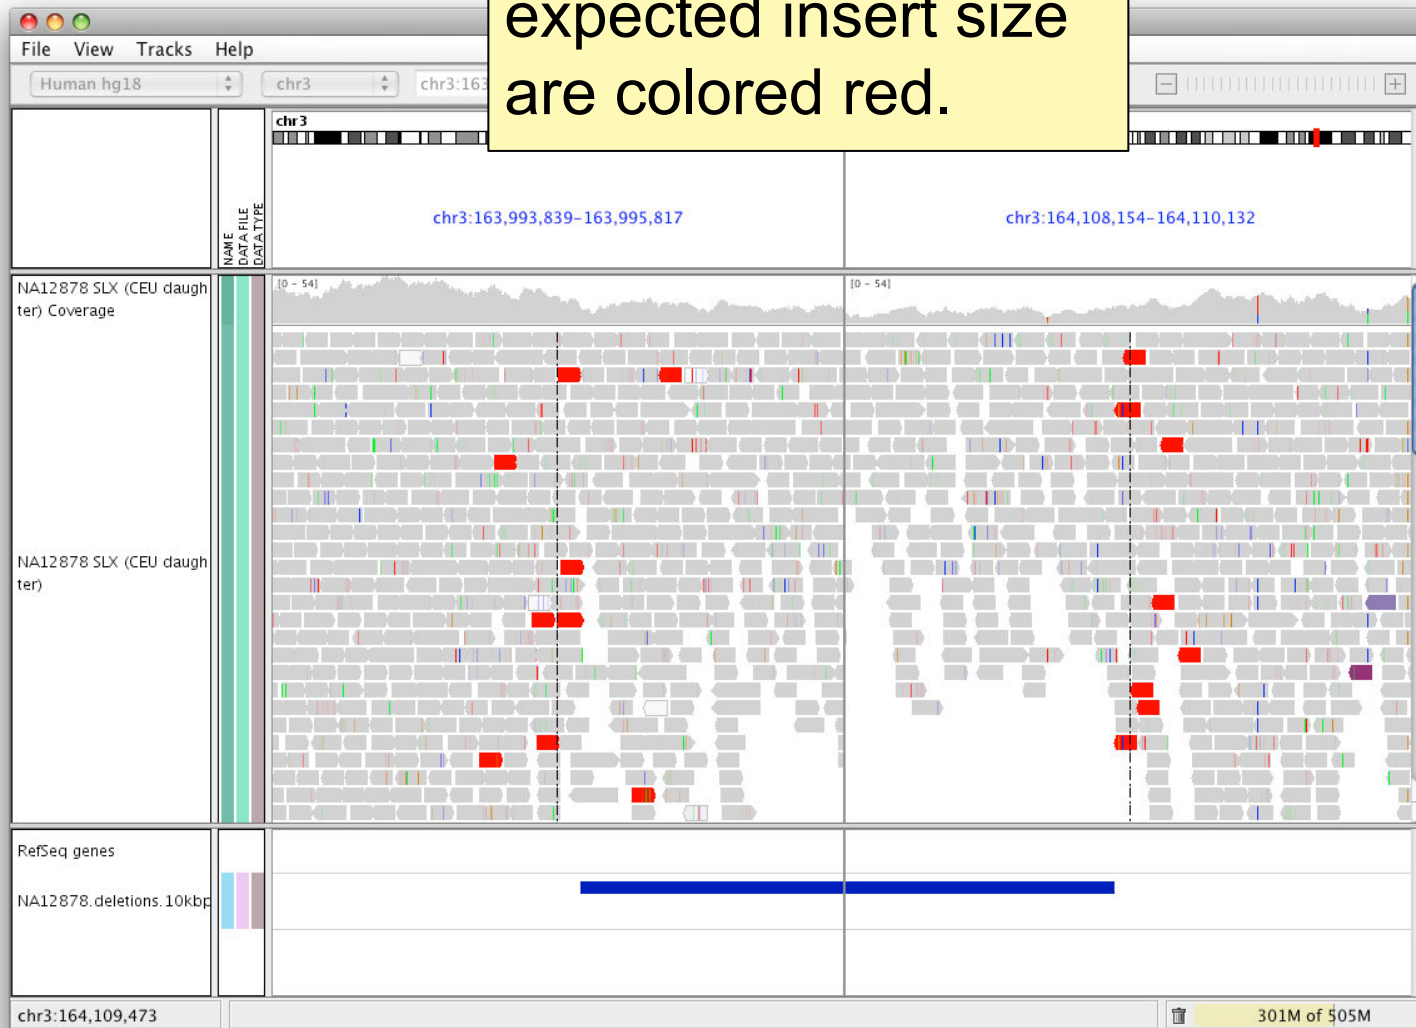 expected insert size
are colored red.
File View Tracks Help
Human hg18 chr3 chr3:163
chr3
NAME
DATA FILE
DATA TYPE
chr3:163,993,839-163,995,817 chr3:164,108,154-164,110,132
NA12878 SLX (CEU daugh
ter) Coverage
[0 - 54] [0 - 54]
NA12878 SLX (CEU daugh
ter)
RefSeq genes
NA12878.deletions.10kbp
chr3:164,109,473 301M of 505M